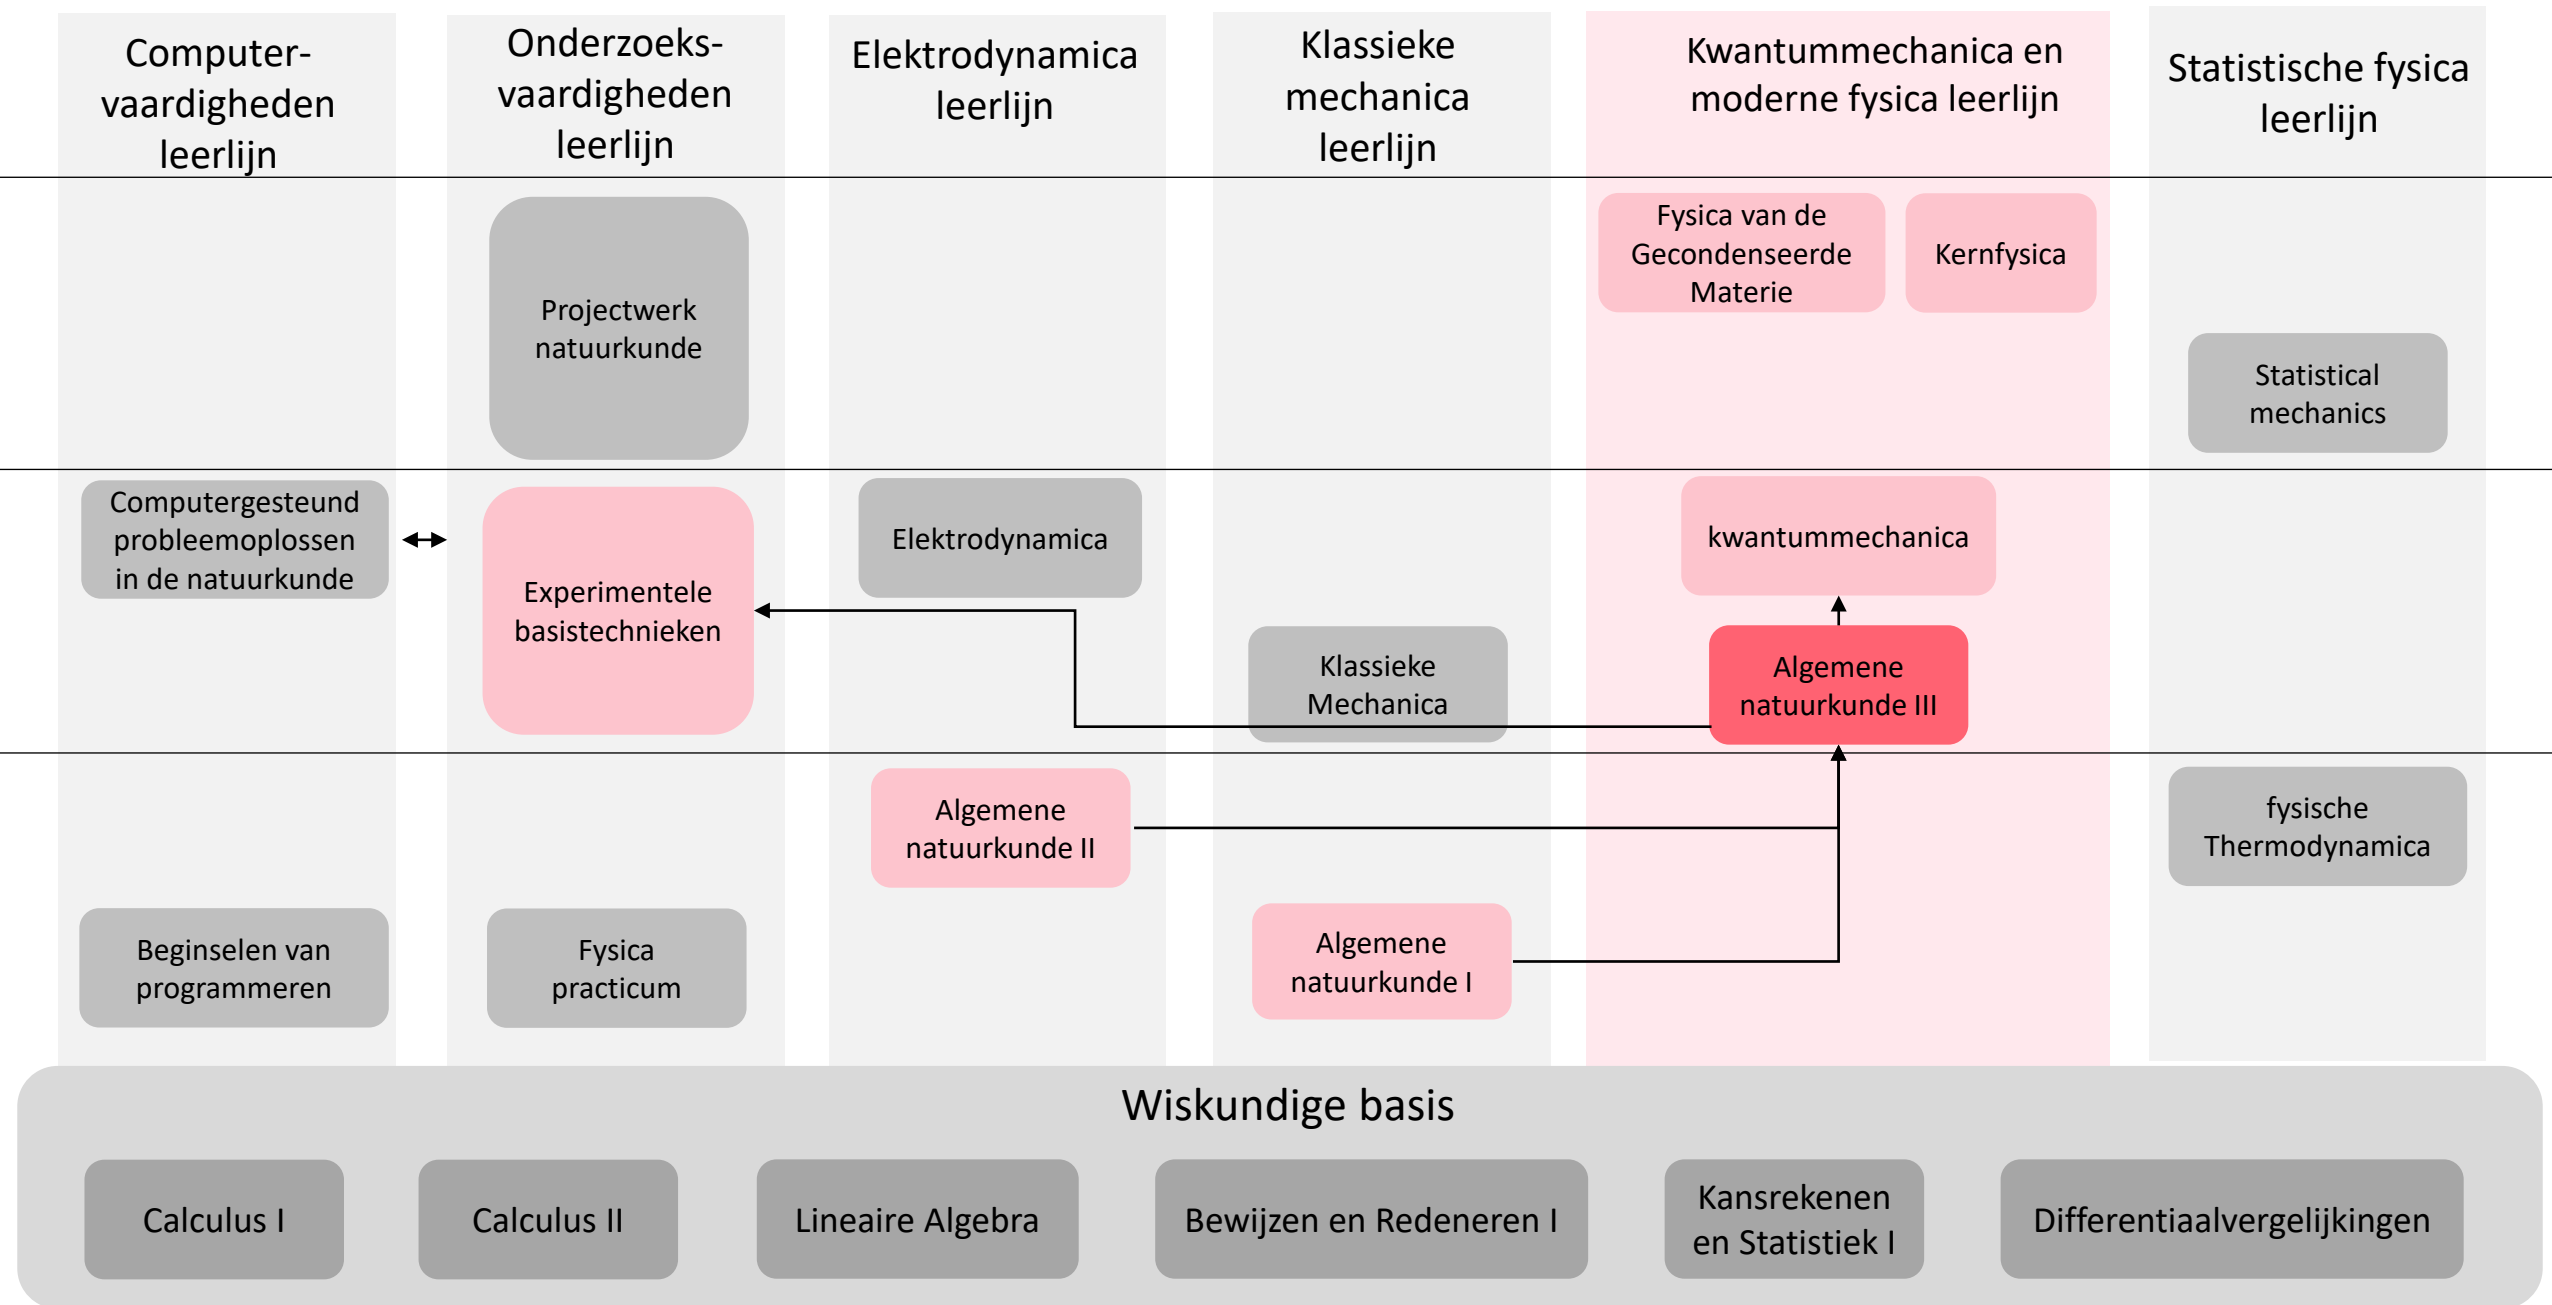 Computer-
vaardigheden
leerlijn
Onderzoeks-
vaardigheden
leerlijn
Elektrodynamica
leerlijn
Klassieke
mechanica
leerlijn
Kwantummechanica en
moderne fysica leerlijn
Statistische fysica
leerlijn
Projectwerk
natuurkunde
Fysica van de
Gecondenseerde
Materie
Kernfysica
Statistical
mechanics
Computergesteund
probleemoplossen
in de natuurkunde
Experimentele
basistechnieken
Elektrodynamica
Klassieke
Mechanica
kwantummechanica
Algemene
natuurkunde III
Algemene
natuurkunde II
fysische
Thermodynamica
Beginselen van
programmeren
Fysica
practicum
Algemene
natuurkunde I
Wiskundige basis
Calculus I
Calculus II
Lineaire Algebra
Bewijzen en Redeneren I
Kansrekenen
en Statistiek I
Differentiaalvergelijkingen